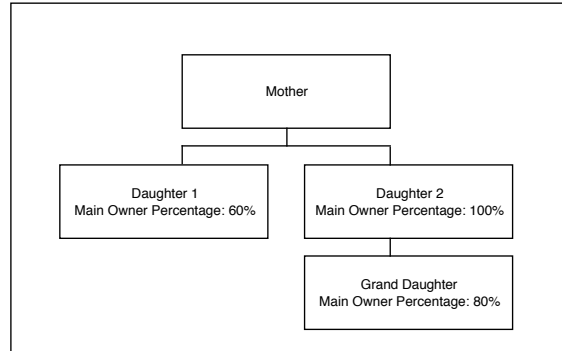 Mother
Daughter 1
Main Owner Percentage: 60%
Daughter 2
Main Owner Percentage: 100%
Grand Daughter
Main Owner Percentage: 80%